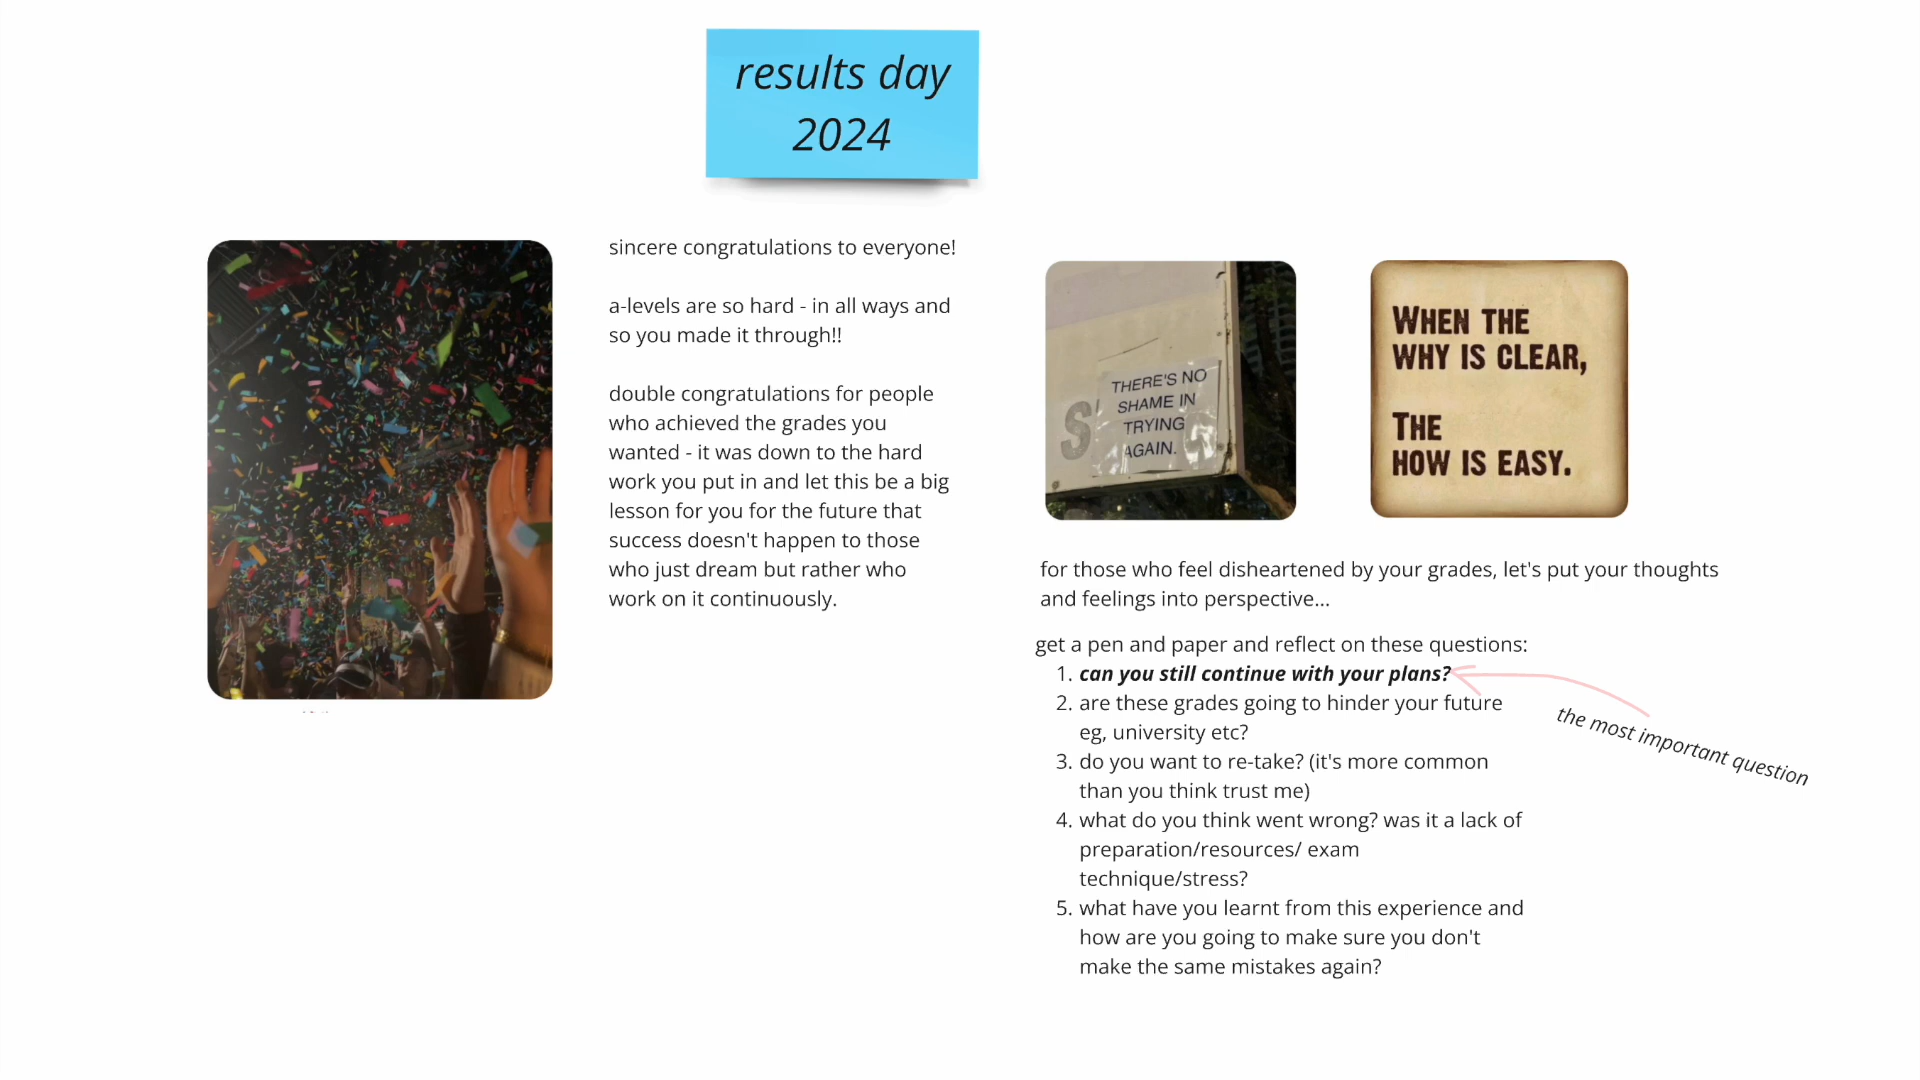 results day
2024
sincere congratulations to everyone!
a-levels are so hard - in all ways and
so you made it through!!
double congratulations for people
who achieved the grades you
wanted - it was down to the hard
work you put in and let this be a big
lesson for you for the future that
success doesn't happen to those
who just dream but rather who
work on it continuously.
S
THERE'S NO
SHAME IN
TRYING
AGAIN.
WHEN THE
WHY IS CLEAR,
THE
HOW IS EASY.
for those who feel disheartened by your grades, let's put your thoughts
and feelings into perspective...
get a pen and paper and reflect on these questions:
1. can you still continue with your plans?
2. are these grades going to hinder your future
eg, university etc?
3. do you want to re-take? (it's more common
than you think trust me)
4. what do you think went wrong? was it a lack of
preparation/resources/ exam
technique/stress?
5. what have you learnt from this experience and
how are you going to make sure you don't
make the same mistakes again?
the most important question